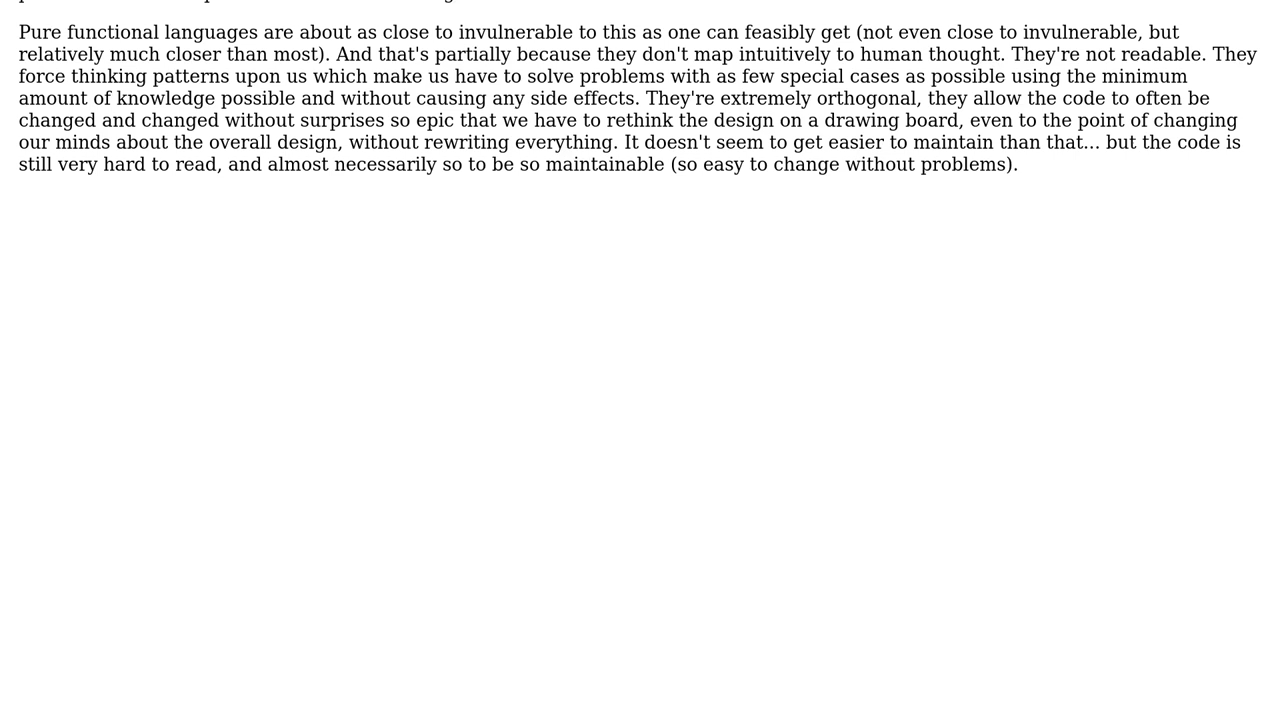 Pure functional languages are about as close to invulnerable to this as one can feasibly get (not even close to invulnerable, but
relatively much closer than most). And that's partially because they don't map intuitively to human thought. They're not readable. They
force thinking patterns upon us which make us have to solve problems with as few special cases as possible using the minimum
amount of knowledge possible and without causing any side effects. They're extremely orthogonal, they allow the code to often be
changed and changed without surprises so epic that we have to rethink the design on a drawing board, even to the point of changing
our minds about the overall design, without rewriting everything. It doesn't seem to get easier to maintain than that... but the code is
still very hard to read, and almost necessarily so to be so maintainable (so easy to change without problems).